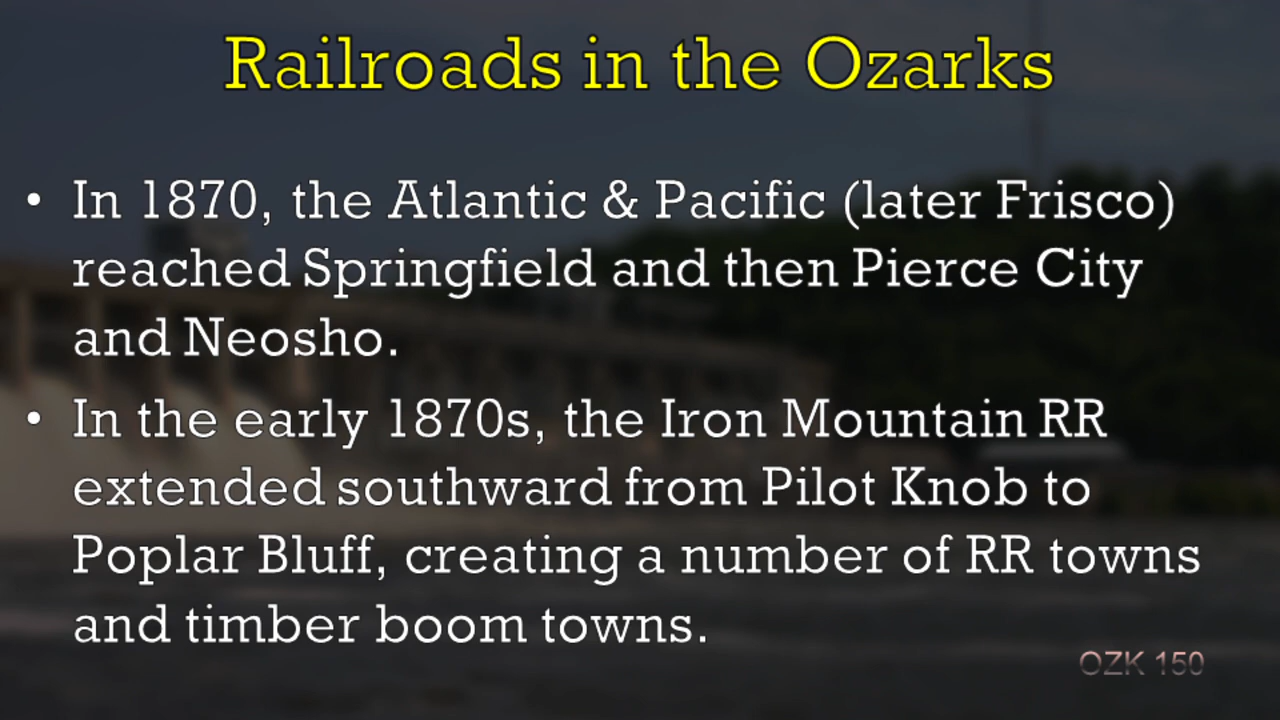 Railroads in the Ozarks
• In 1870, the Atlantic & Pacific (later Frisco)
reached Springfield and then Pierce City
and Neosho.
• In the early 1870s, the Iron Mountain RR
extended southward from Pilot Knob to
Poplar Bluff, creating a number of RR towns
and timber boom towns.
OZK 150